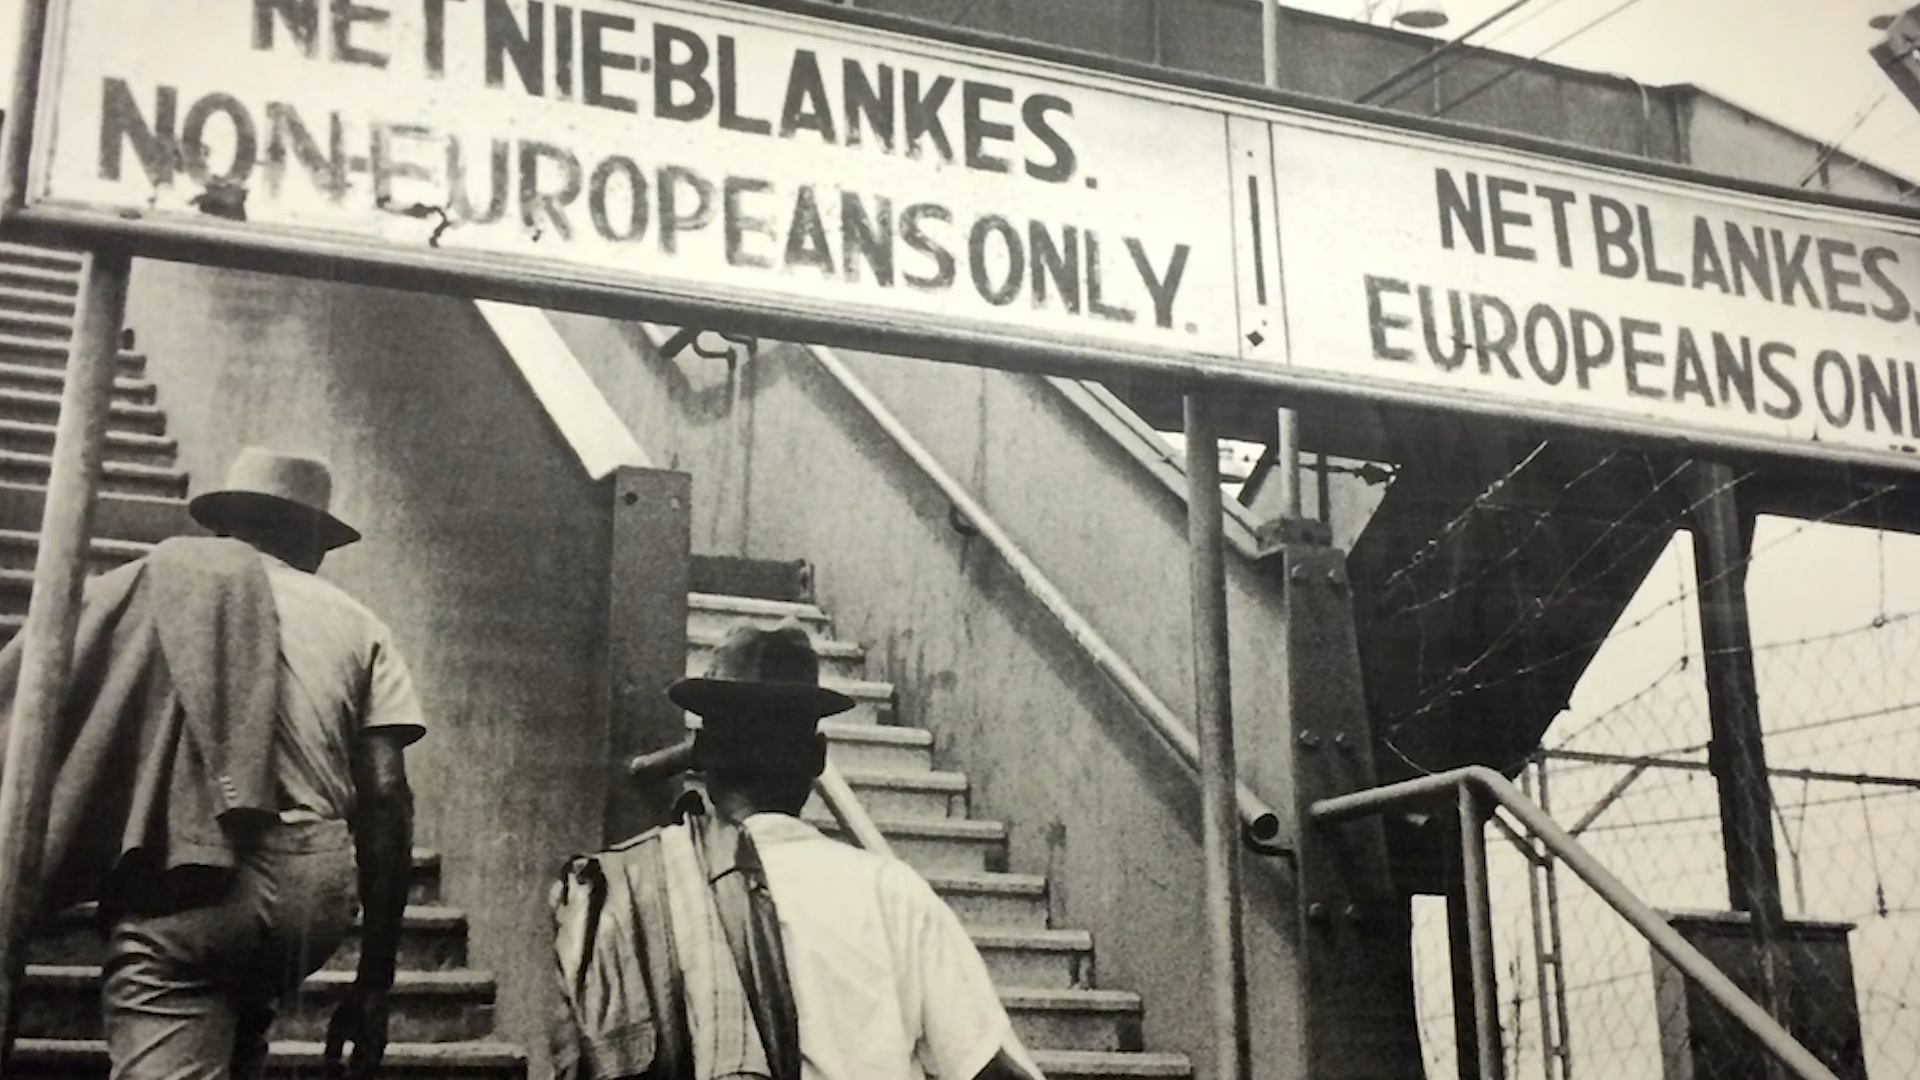 NET NIE-BLANKES.
NON-EUROPEANS ONLY.
NET BLANKES.
EUROPEANS ONL